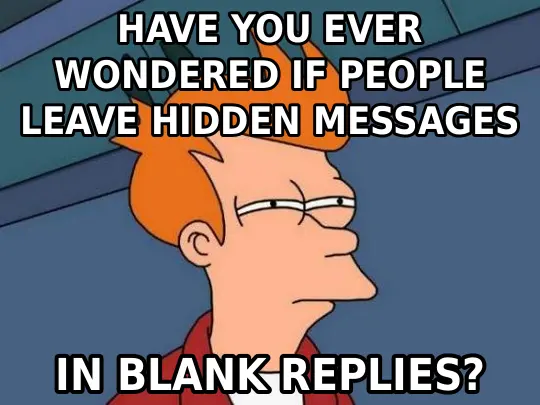 HAVE YOU EVER
WONDERED IF PEOPLE
LEAVE HIDDEN MESSAGES
IN BLANK REPLIES?